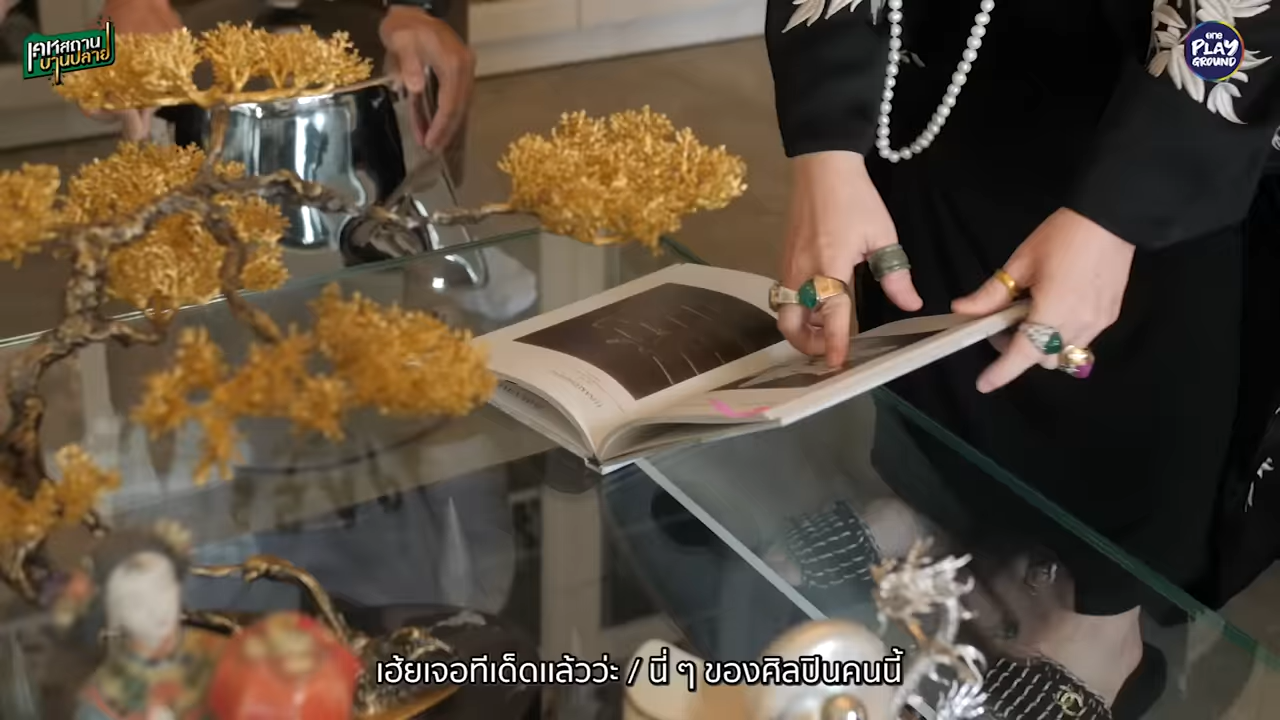 เคหสถาน
บานปลาย
one
PLAY
GROUND
เฮ้ยเจอทีเด็ดแล้วว่ะ / นี่ ๆ ของศิลปินคนนี้